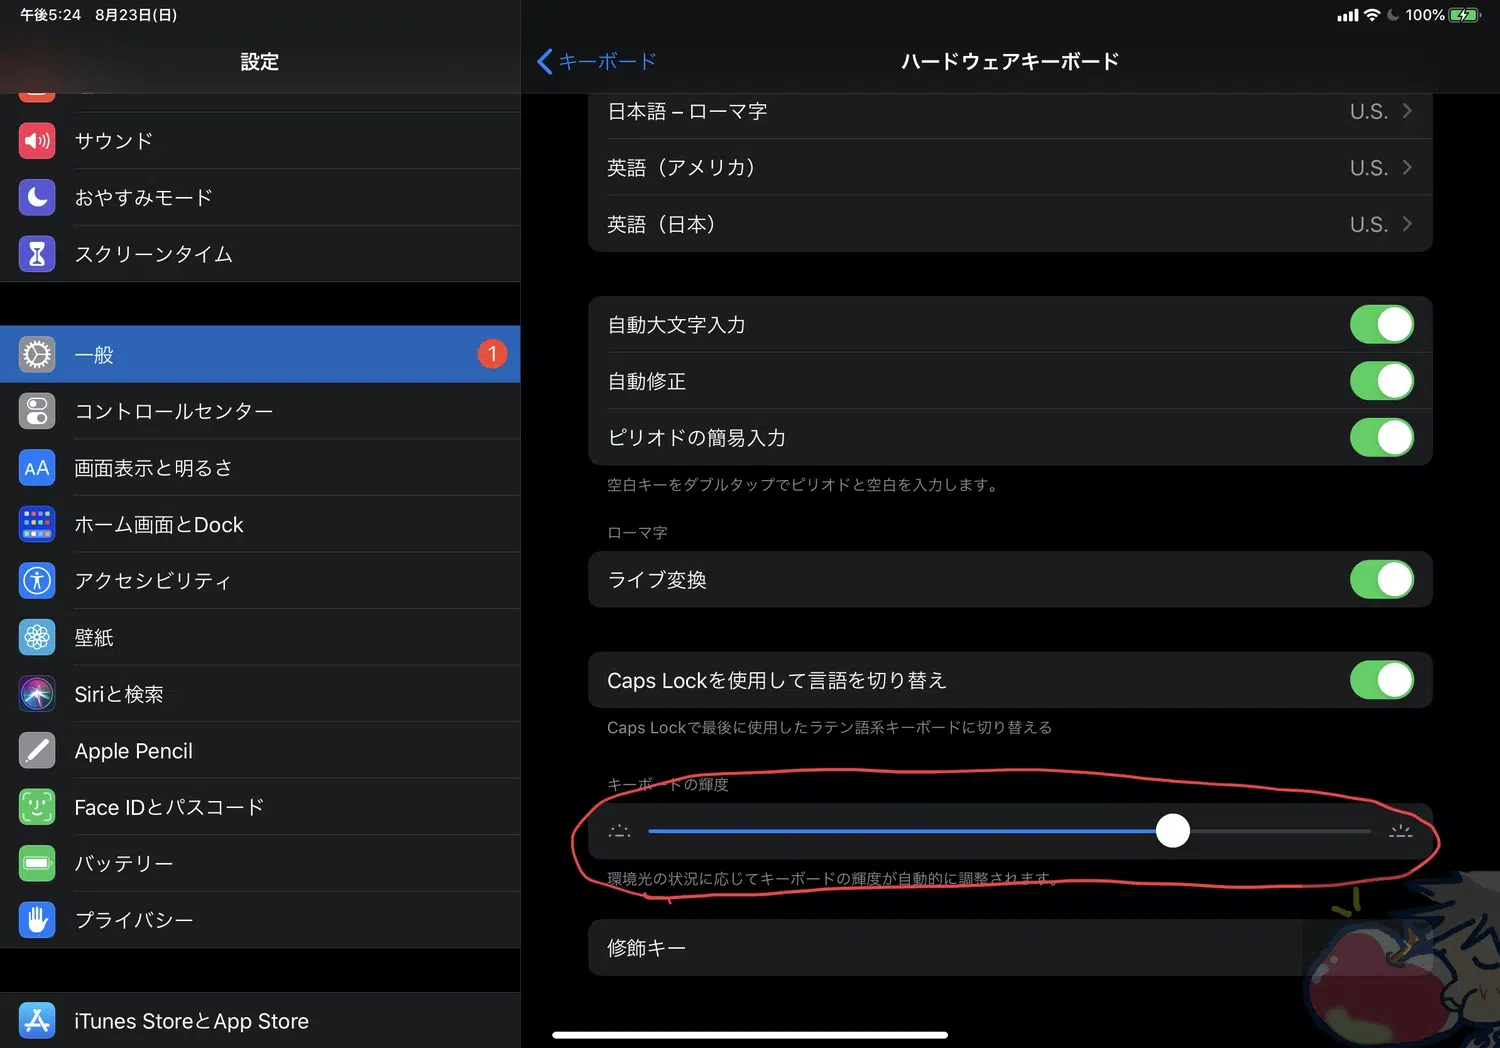 午後5:24 8月23日(日)
100%
設定
サウンド
おやすみモード
スクリーンタイム
一般
1
コントロールセンター
AA
画面表示と明るさ
ホーム画面とDock
アクセシビリティ
壁紙
Siriと検索
Apple Pencil
Face IDとパスコード
バッテリー
プライバシー
iTunes StoreとApp Store
キーボード
ハードウェアキーボード
日本語 – ローマ字 U.S.
英語（アメリカ） U.S.
英語（日本） U.S.
自動大文字入力
自動修正
ピリオドの簡易入力
空白キーをダブルタップでピリオドと空白を入力します。
ローマ字
ライブ変換
Caps Lockを使用して言語を切り替え
Caps Lockで最後に使用したラテン語系キーボードに切り替える
キーボードの輝度
環境光の状況に応じてキーボードの輝度が自動的に調整されます。
修飾キー